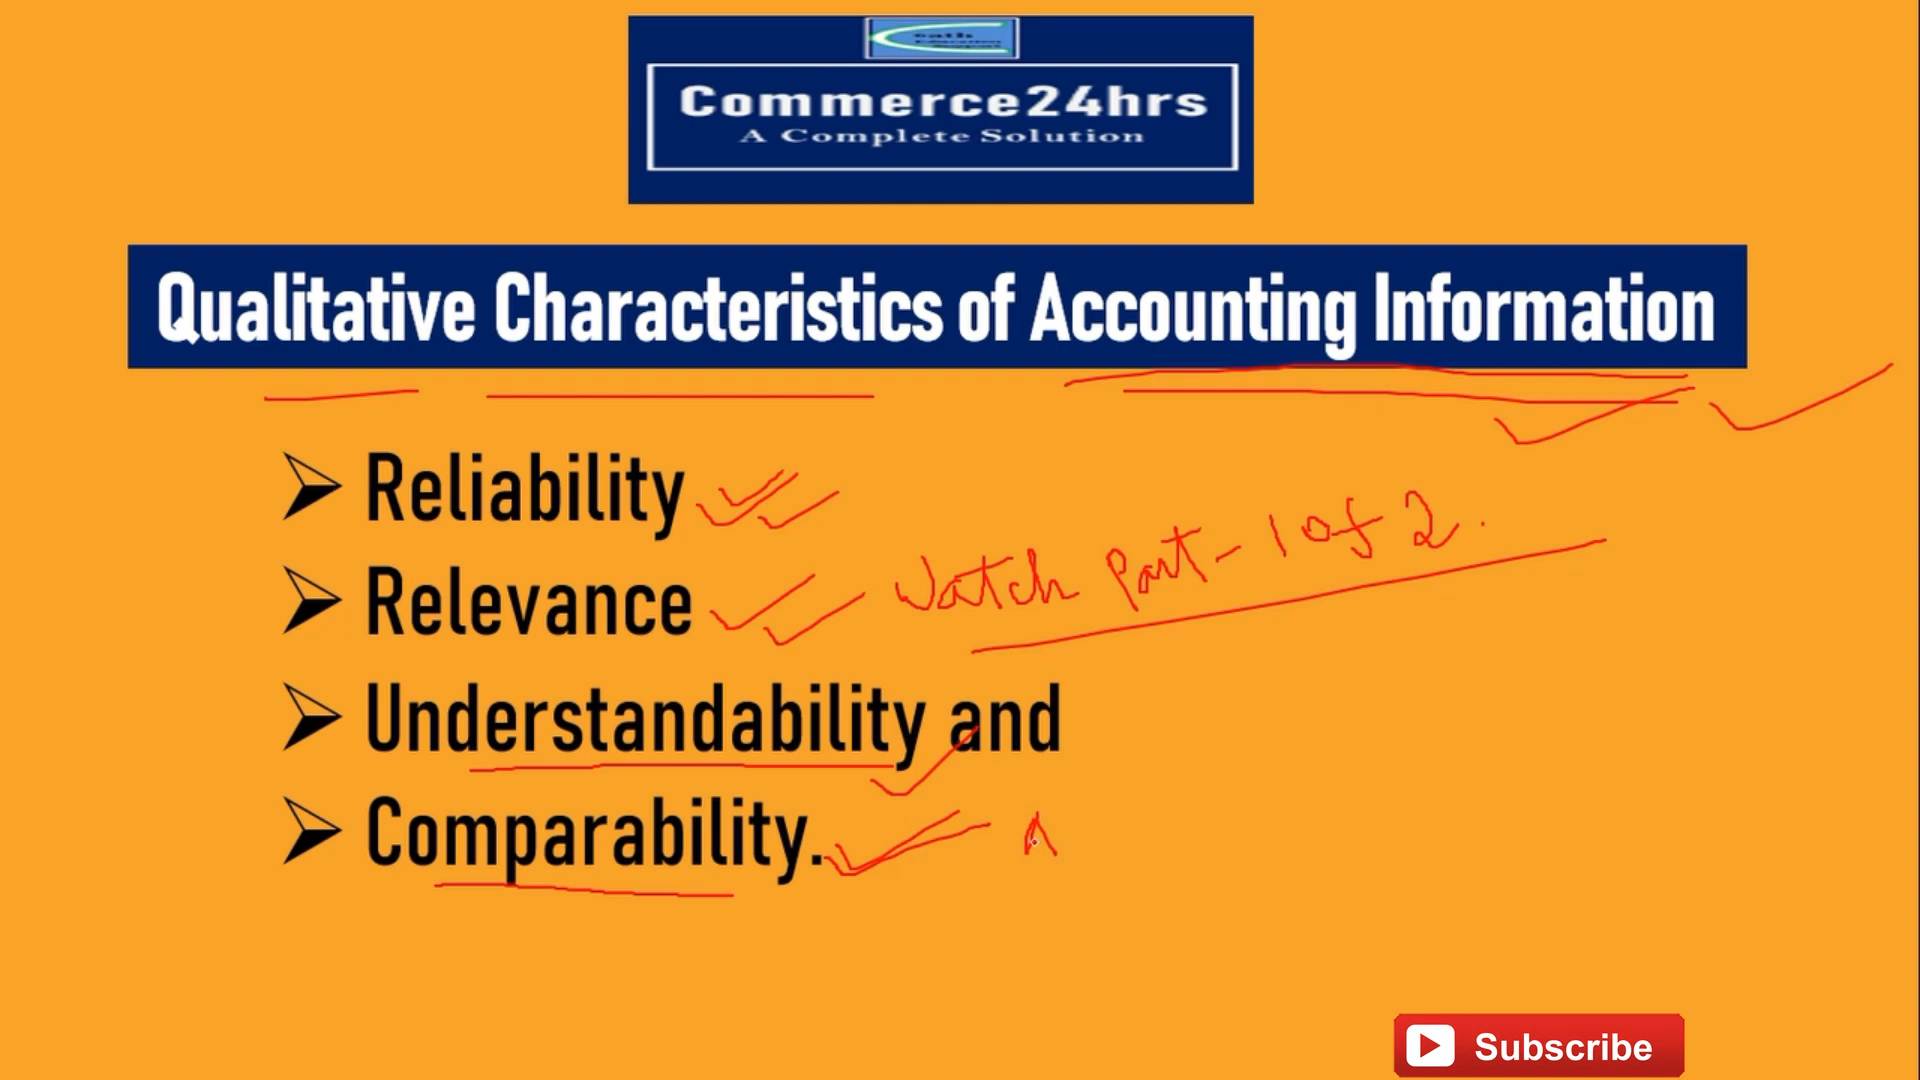 Commerce24hrs
A Complete Solution
Qualitative Characteristics of Accounting Information
Reliability
Relevance
Watch Part - 1 of 2.
Understandability and
Comparability.
A
Subscribe